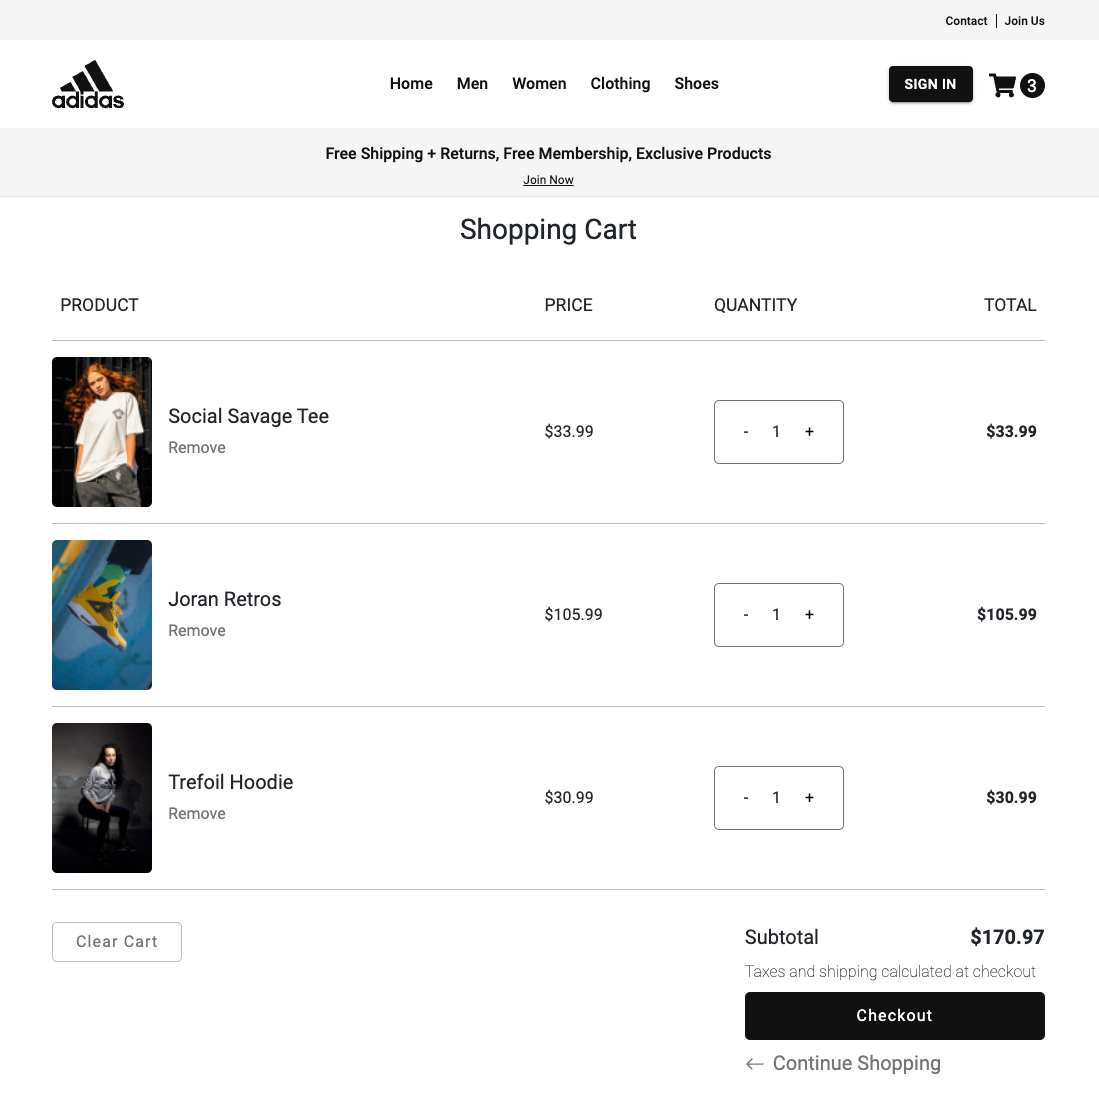 Contact | Join Us
adidas
Home Men Women Clothing Shoes
SIGN IN 3
Free Shipping + Returns, Free Membership, Exclusive Products
Join Now
Shopping Cart
PRODUCT PRICE QUANTITY TOTAL
Social Savage Tee
Remove
$33.99 - 1 + $33.99
Joran Retros
Remove
$105.99 - 1 + $105.99
Trefoil Hoodie
Remove
$30.99 - 1 + $30.99
Clear Cart
Subtotal $170.97
Taxes and shipping calculated at checkout
Checkout
← Continue Shopping